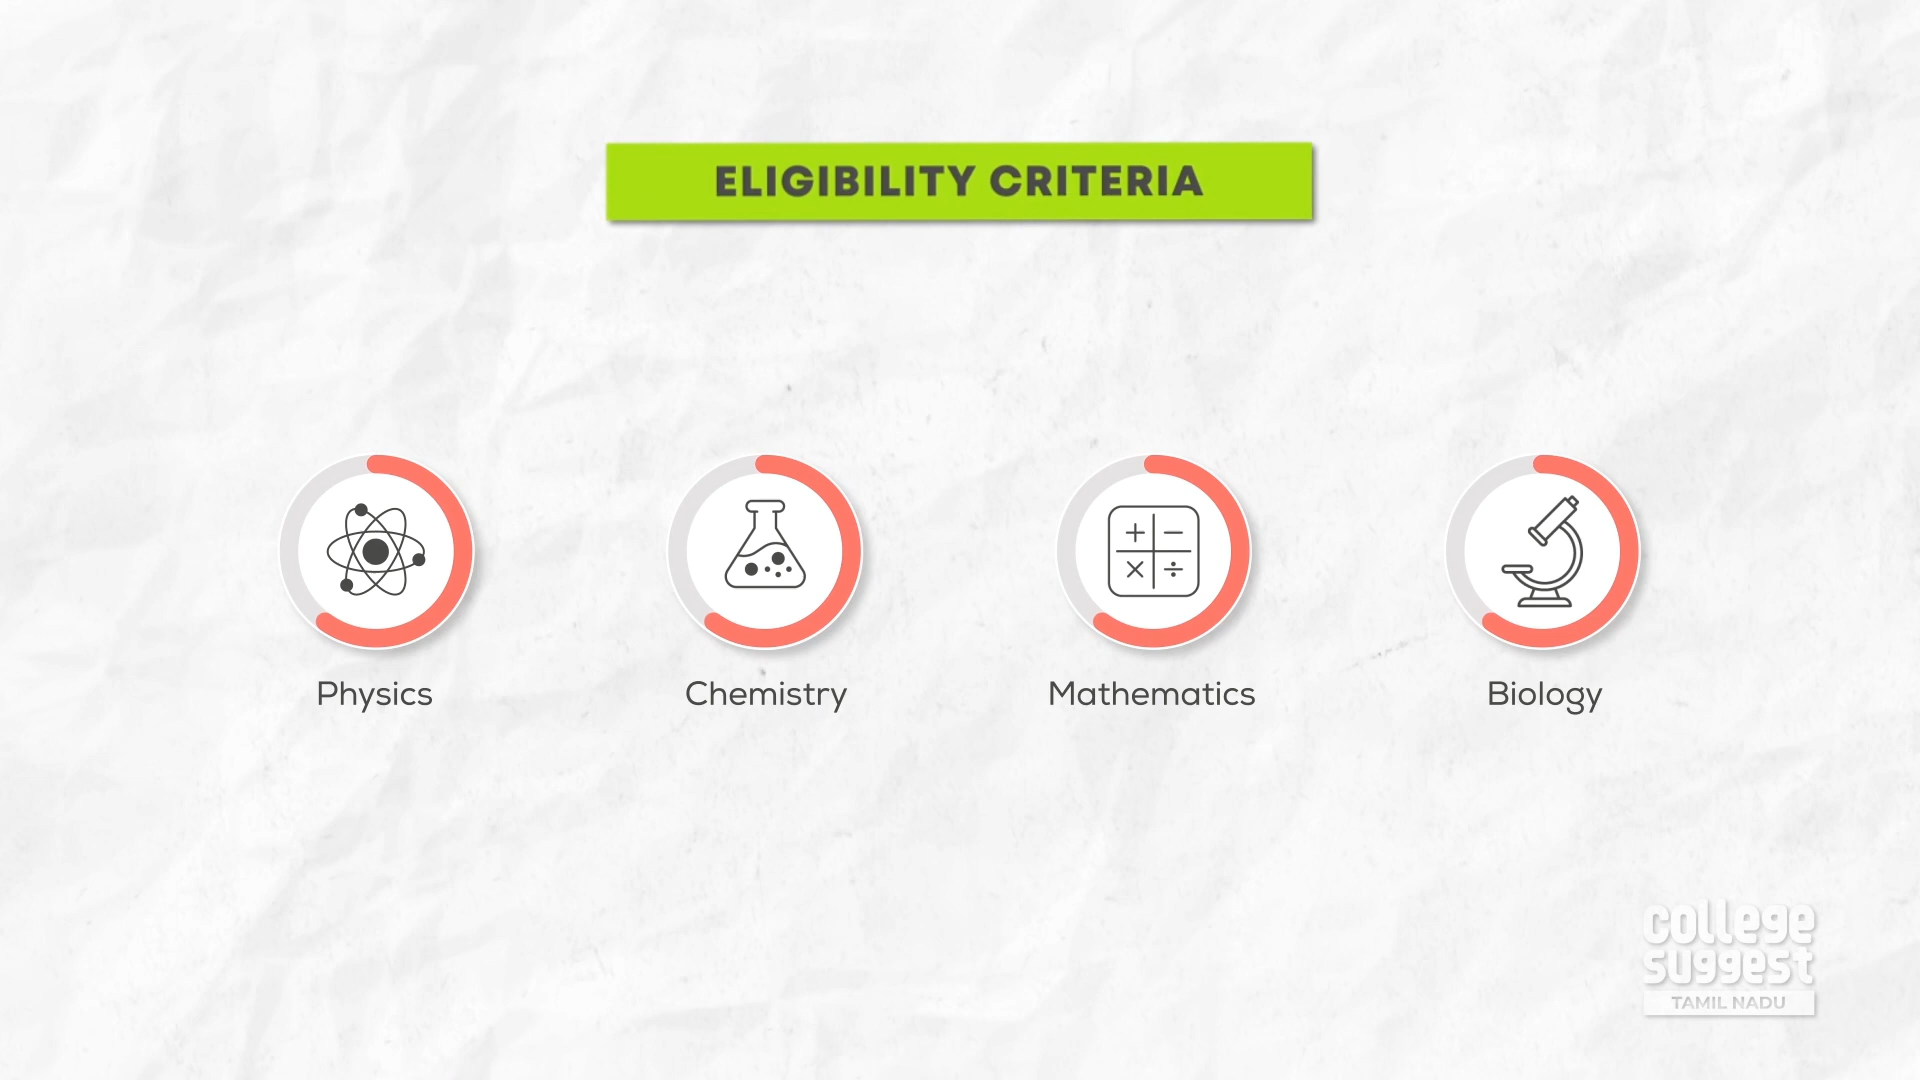 ELIGIBILITY CRITERIA
Physics
Chemistry
Mathematics
Biology
college
suggest
TAMIL NADU